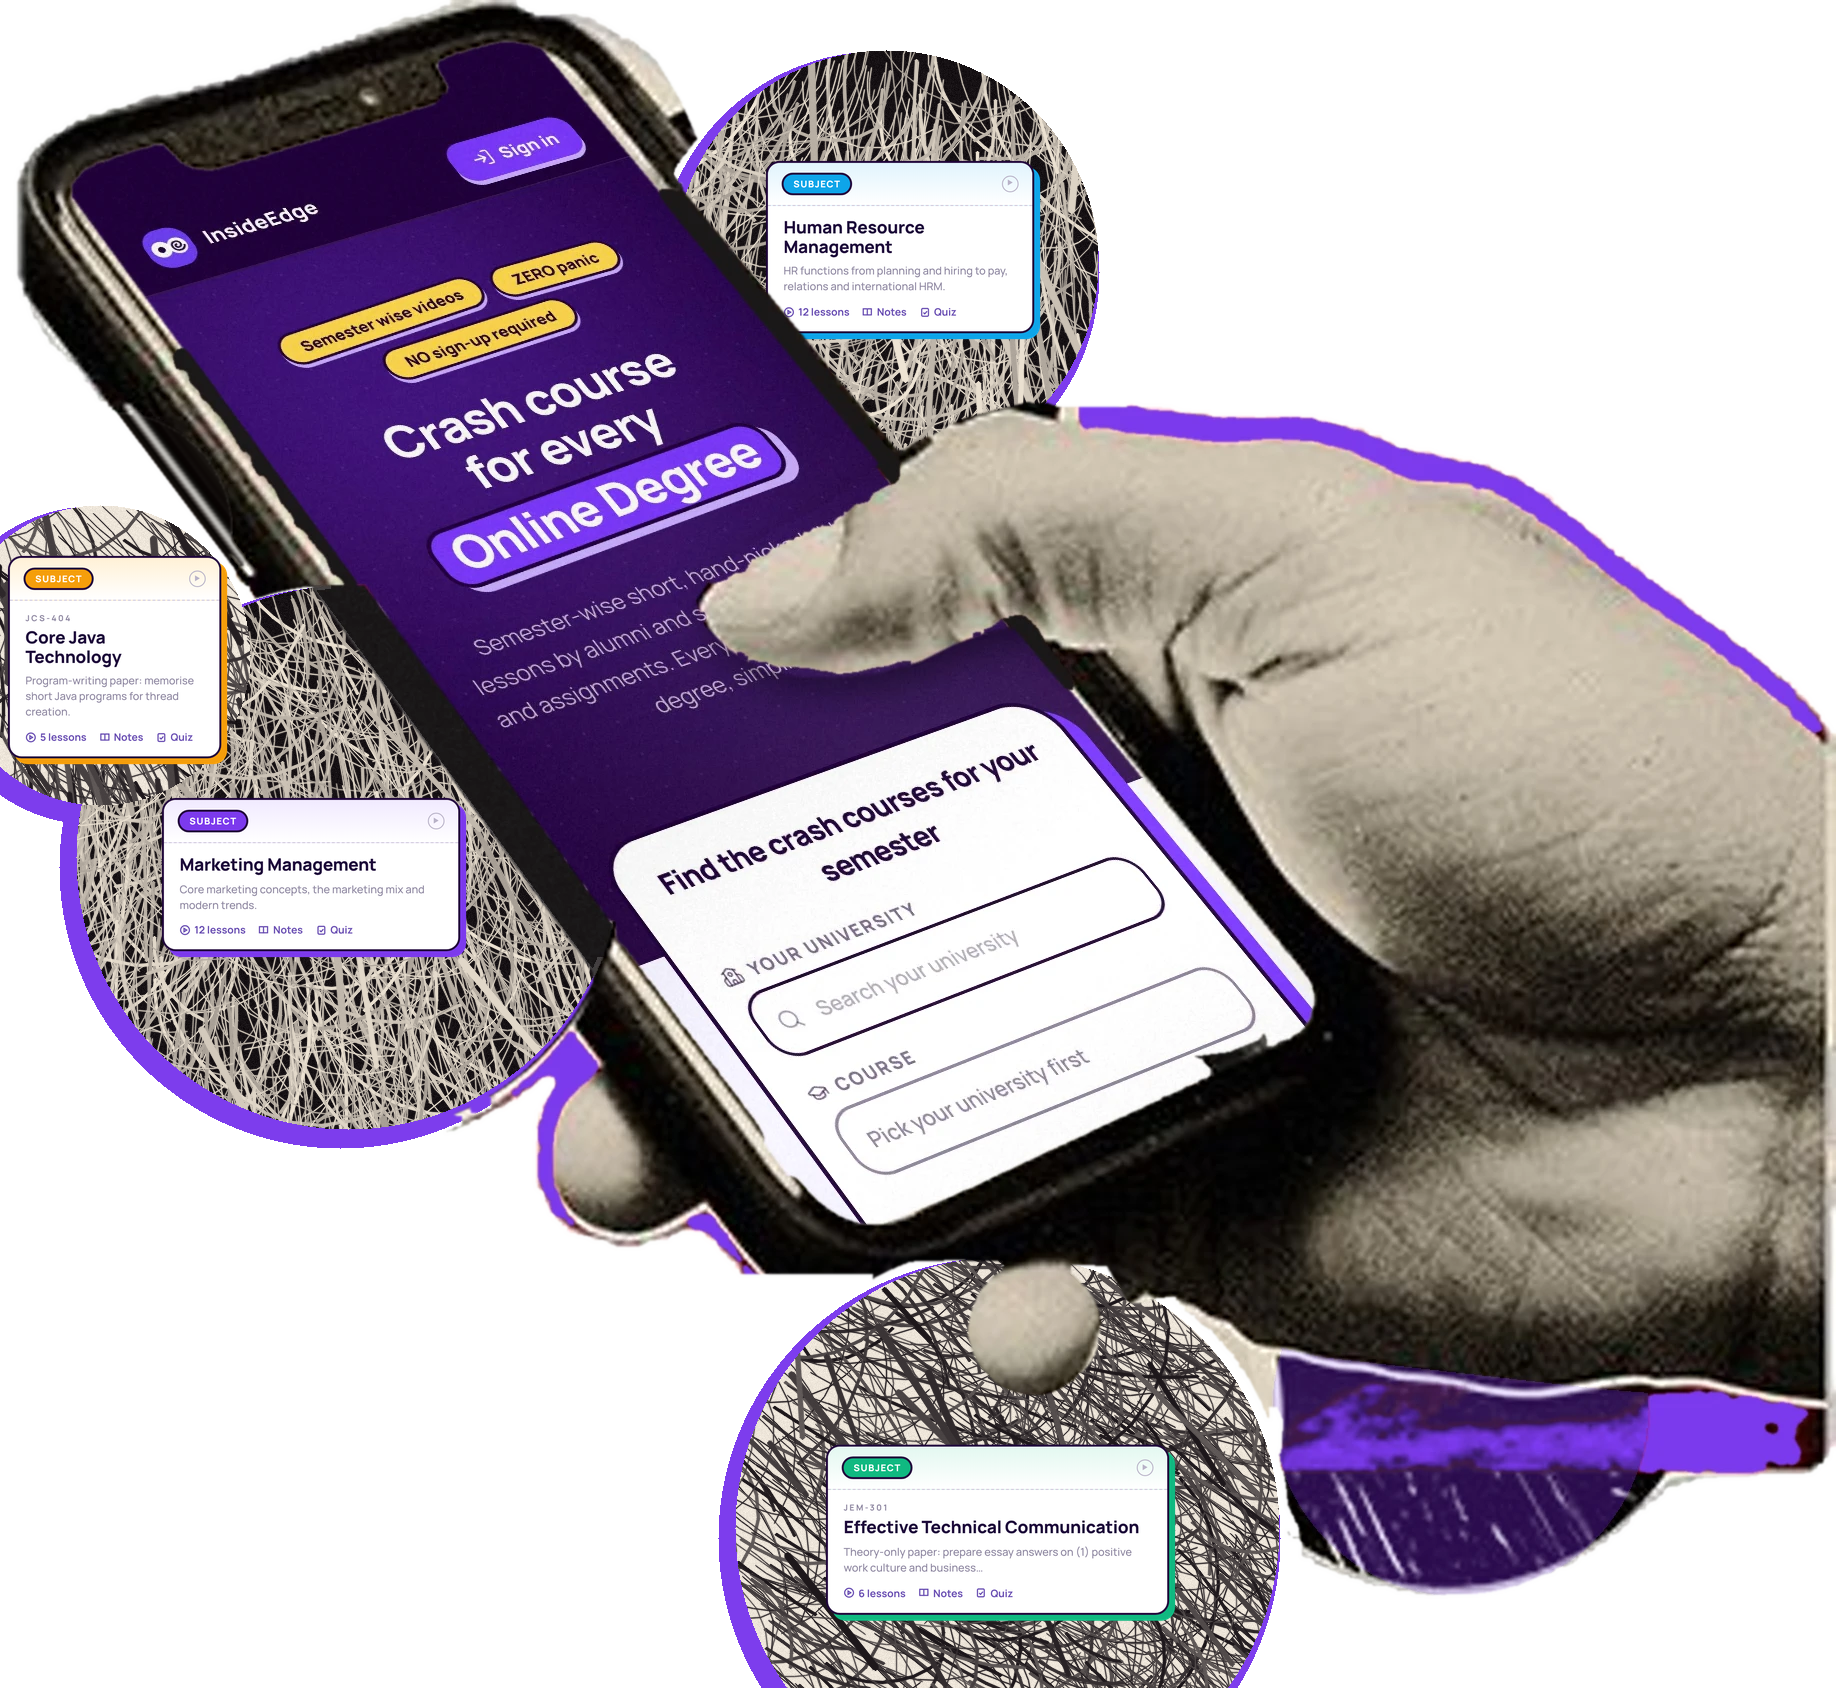 Sign in
InsideEdge
Semester wise videos
ZERO panic
NO sign-up required
Crash course
for every
Online Degree
Semester-wise short, hand-pick
lessons by alumni and s
and assignments. Every
degree, simpl
Find the crash courses for your
semester
YOUR UNIVERSITY
Search your university
COURSE
Pick your university first
SUBJECT
Human Resource
Management
HR functions from planning and hiring to pay,
relations and international HRM.
12 lessons Notes Quiz
SUBJECT
JCS-404
Core Java
Technology
Program-writing paper: memorise
short Java programs for thread
creation.
5 lessons Notes Quiz
SUBJECT
Marketing Management
Core marketing concepts, the marketing mix and
modern trends.
12 lessons Notes Quiz
SUBJECT
JEM-301
Effective Technical Communication
Theory-only paper: prepare essay answers on (1) positive
work culture and business...
6 lessons Notes Quiz